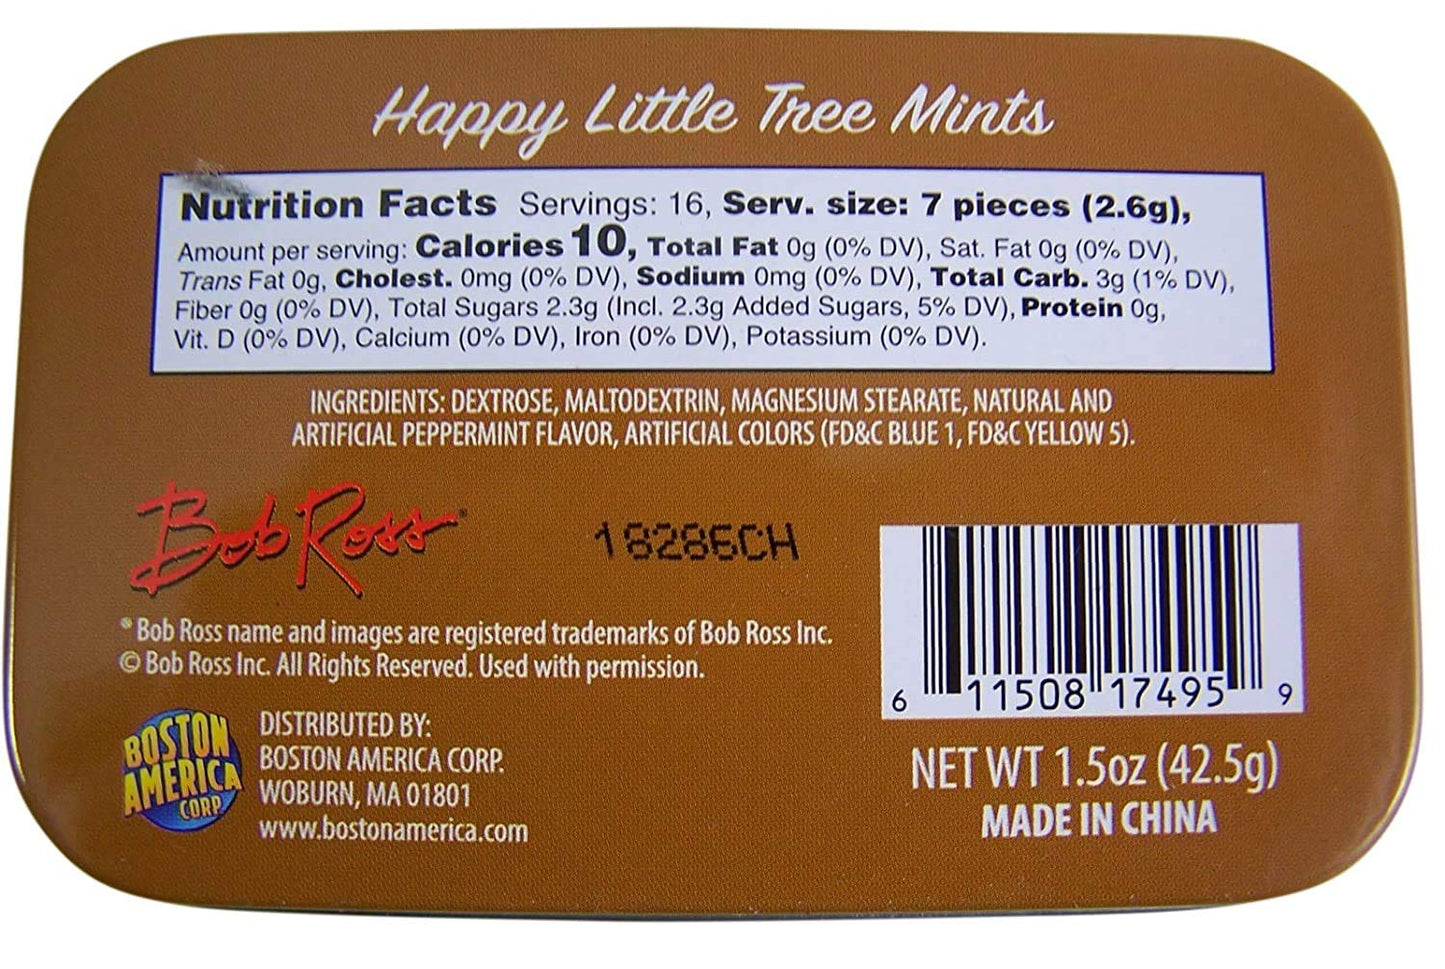 Happy Little Tree Mints
Nutrition Facts Servings: 16, Serv. size: 7 pieces (2.6g),
Amount per serving: Calories 10, Total Fat 0g (0% DV), Sat. Fat 0g (0% DV),
Trans Fat 0g, Cholest. 0mg (0% DV), Sodium 0mg (0% DV), Total Carb. 3g (1% DV),
Fiber 0g (0% DV), Total Sugars 2.3g (Incl. 2.3g Added Sugars, 5% DV), Protein 0g,
Vit. D (0% DV), Calcium (0% DV), Iron (0% DV), Potassium (0% DV).
INGREDIENTS: DEXTROSE, MALTODEXTRIN, MAGNESIUM STEARATE, NATURAL AND
ARTIFICIAL PEPPERMINT FLAVOR, ARTIFICIAL COLORS (FD&C BLUE 1, FD&C YELLOW 5).
Bob Ross®
18286CH
® Bob Ross name and images are registered trademarks of Bob Ross Inc.
© Bob Ross Inc. All Rights Reserved. Used with permission.
BOSTON
AMERICA
CORP.
DISTRIBUTED BY:
BOSTON AMERICA CORP.
WOBURN, MA 01801
www.bostonamerica.com
6 11508 17495 9
NET WT 1.5oz (42.5g)
MADE IN CHINA